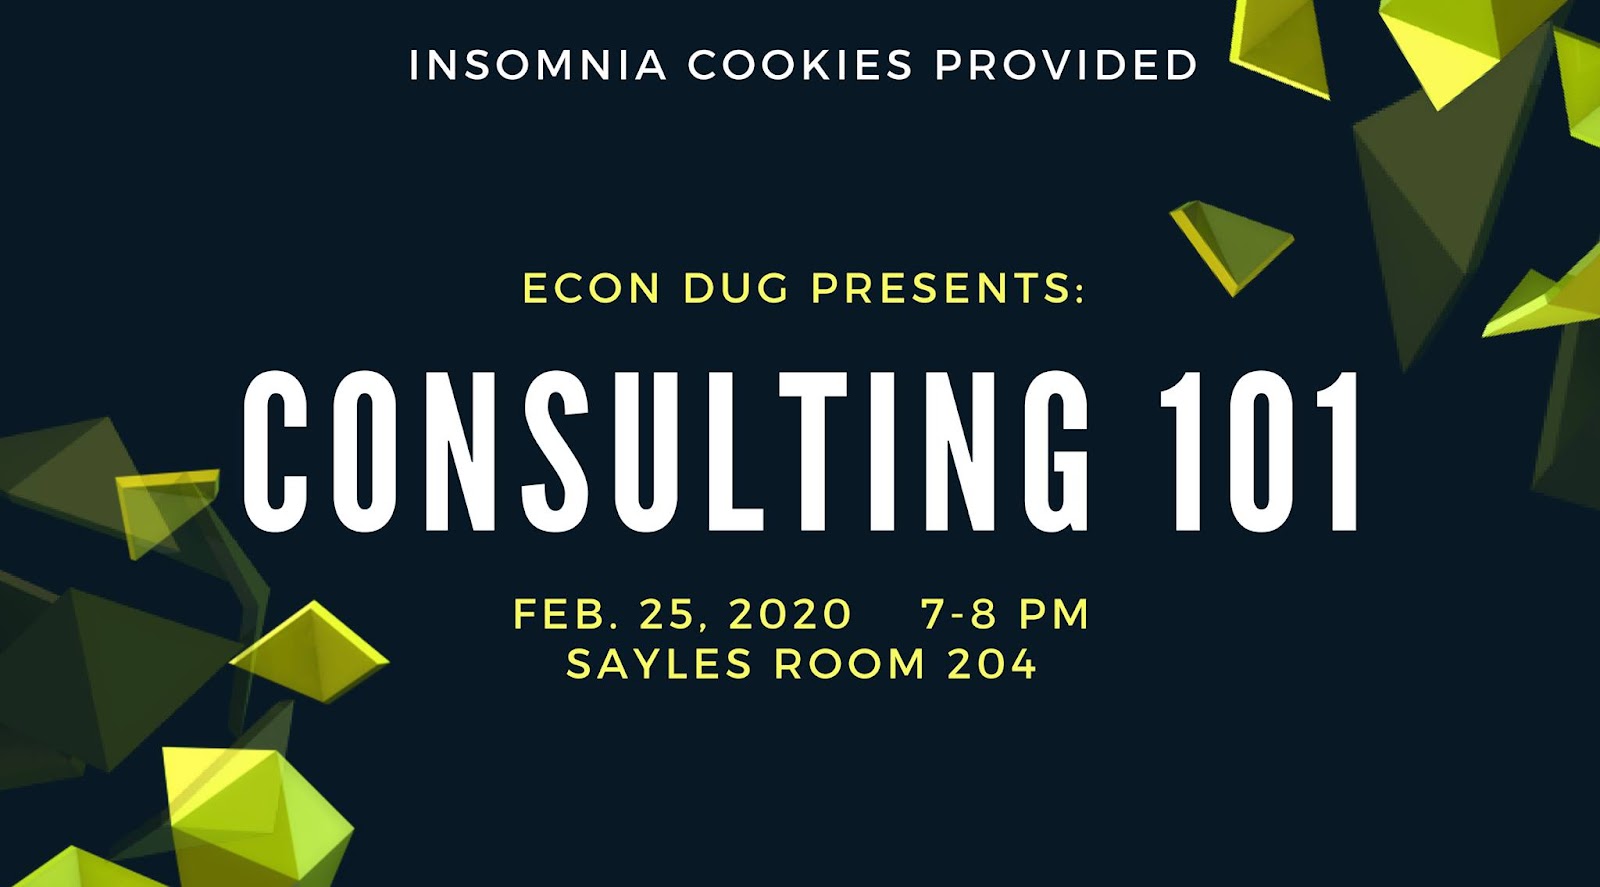 INSOMNIA COOKIES PROVIDED
ECON DUG PRESENTS:
CONSULTING 101
FEB. 25, 2020 7-8 PM
SAYLES ROOM 204